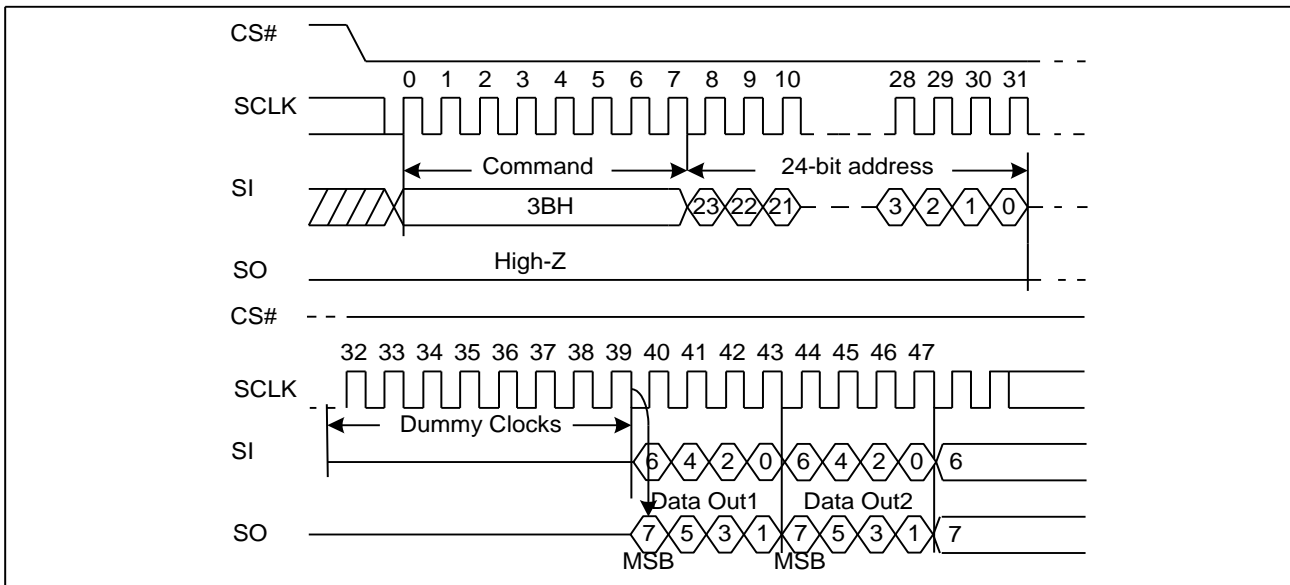 CS#
0 1 2 3 4 5 6 7 8 9 10 28 29 30 31
SCLK
Command 24-bit address
SI
3BH 23 22 21 3 2 1 0
High-Z
SO
CS#
32 33 34 35 36 37 38 39 40 41 42 43 44 45 46 47
SCLK
Dummy Clocks
SI
6 4 2 0 6 4 2 0 6
Data Out1 Data Out2
SO
7 5 3 1 7 5 3 1 7
MSB MSB